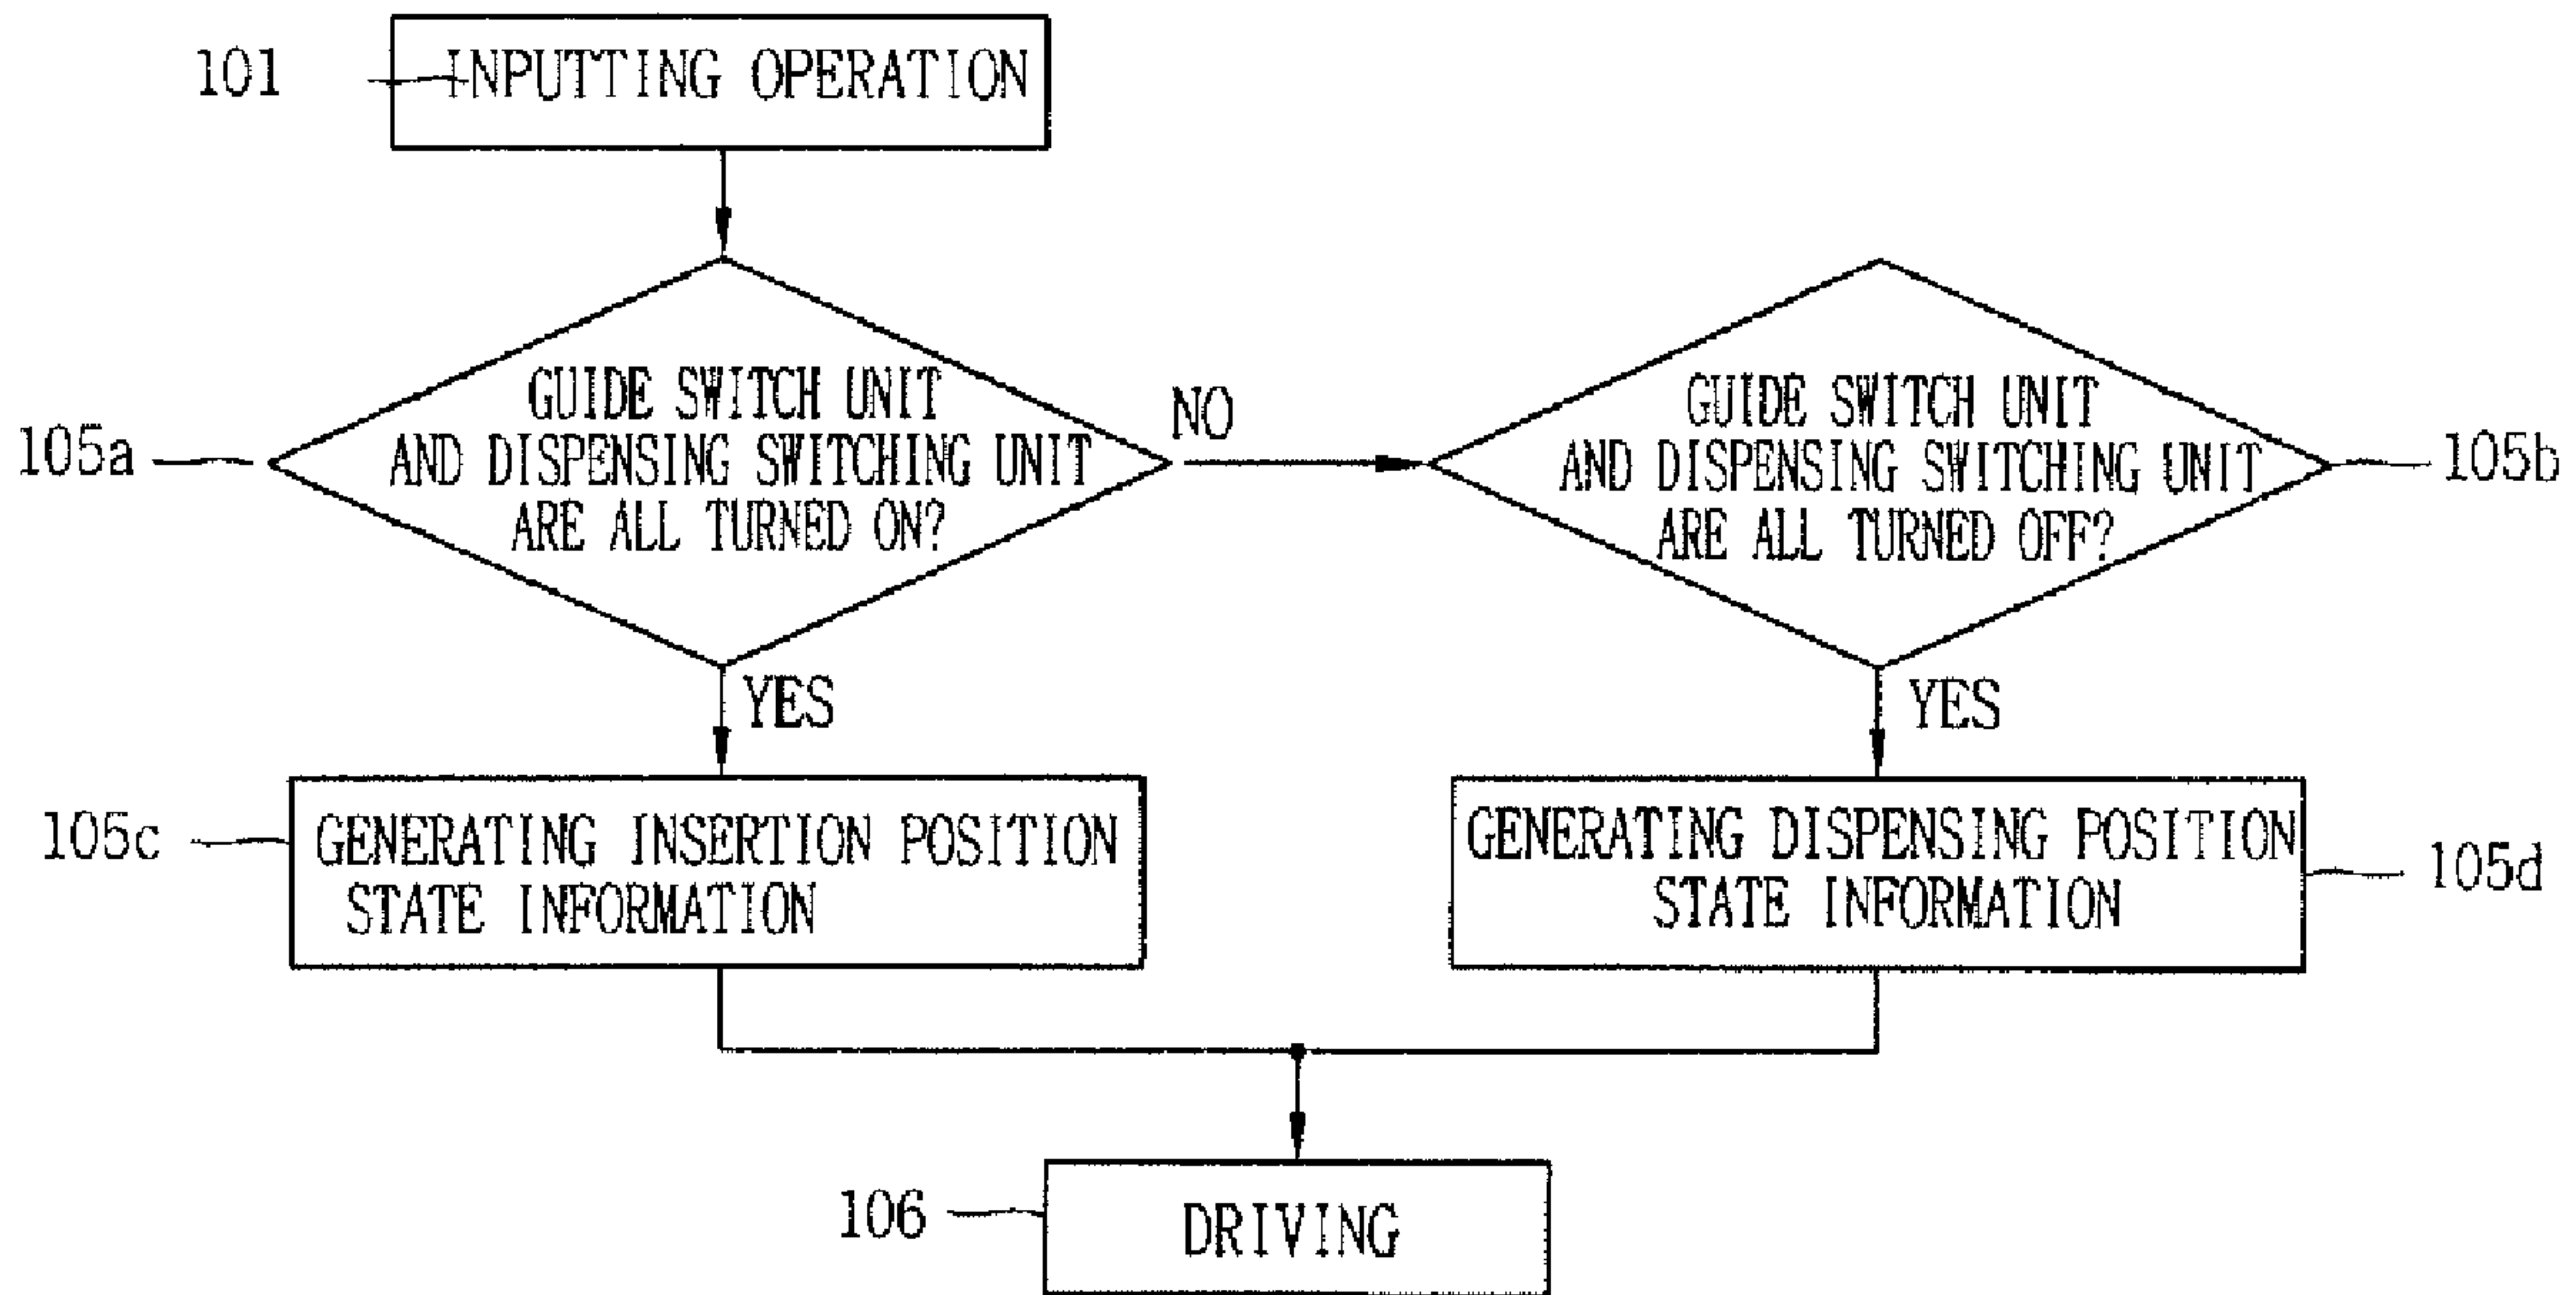 101
INPUTTING OPERATION
GUIDE SWITCH UNIT
AND DISPENSING SWITCHING UNIT
ARE ALL TURNED ON?
105a
NO
GUIDE SWITCH UNIT
AND DISPENSING SWITCHING UNIT
ARE ALL TURNED OFF?
105b
YES
YES
105c
GENERATING INSERTION POSITION
STATE INFORMATION
GENERATING DISPENSING POSITION
STATE INFORMATION
105d
106
DRIVING